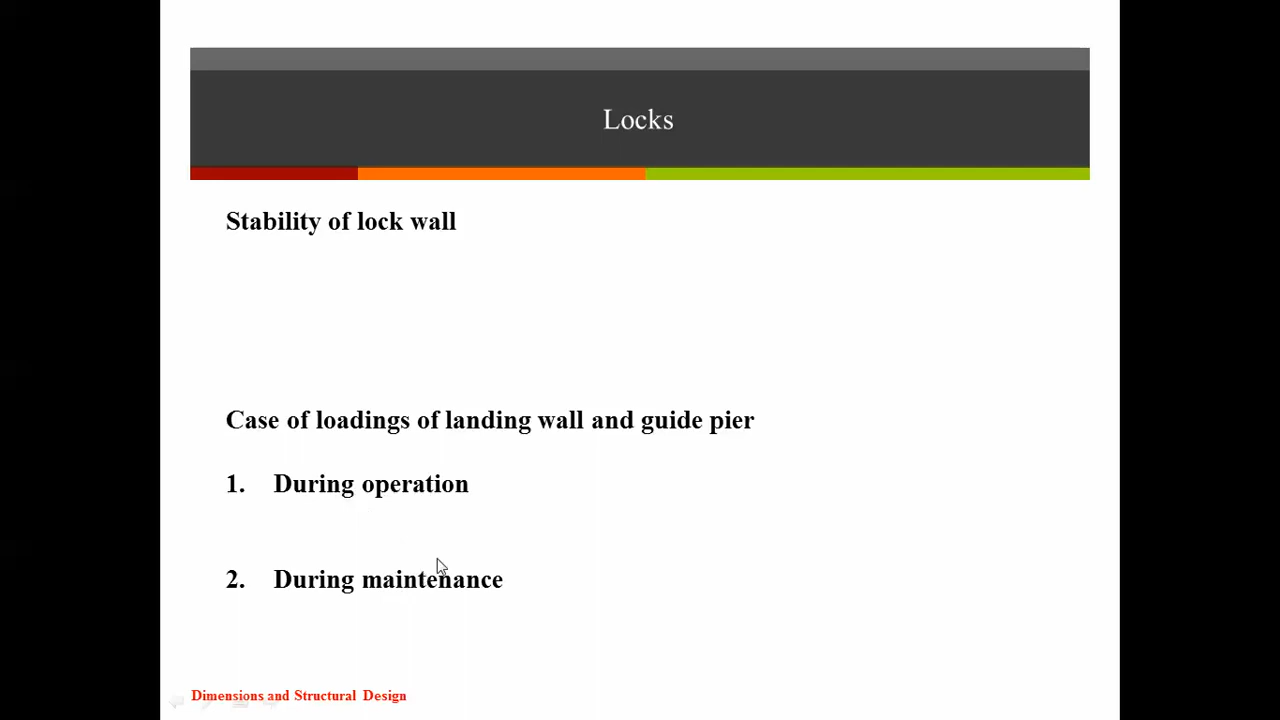 Locks
Stability of lock wall
Case of loadings of landing wall and guide pier
1. During operation
2. During maintenance
Dimensions and Structural Design